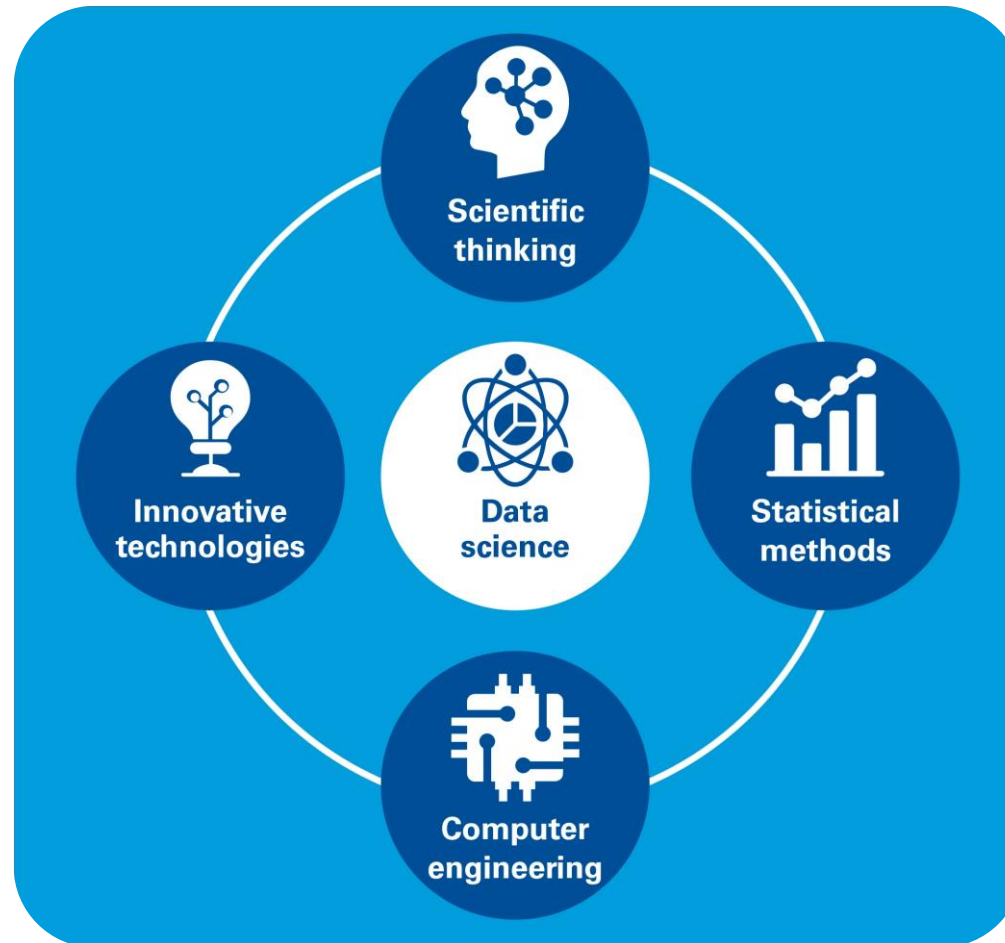 Scientific
thinking
Innovative
technologies
Data
science
Statistical
methods
Computer
engineering